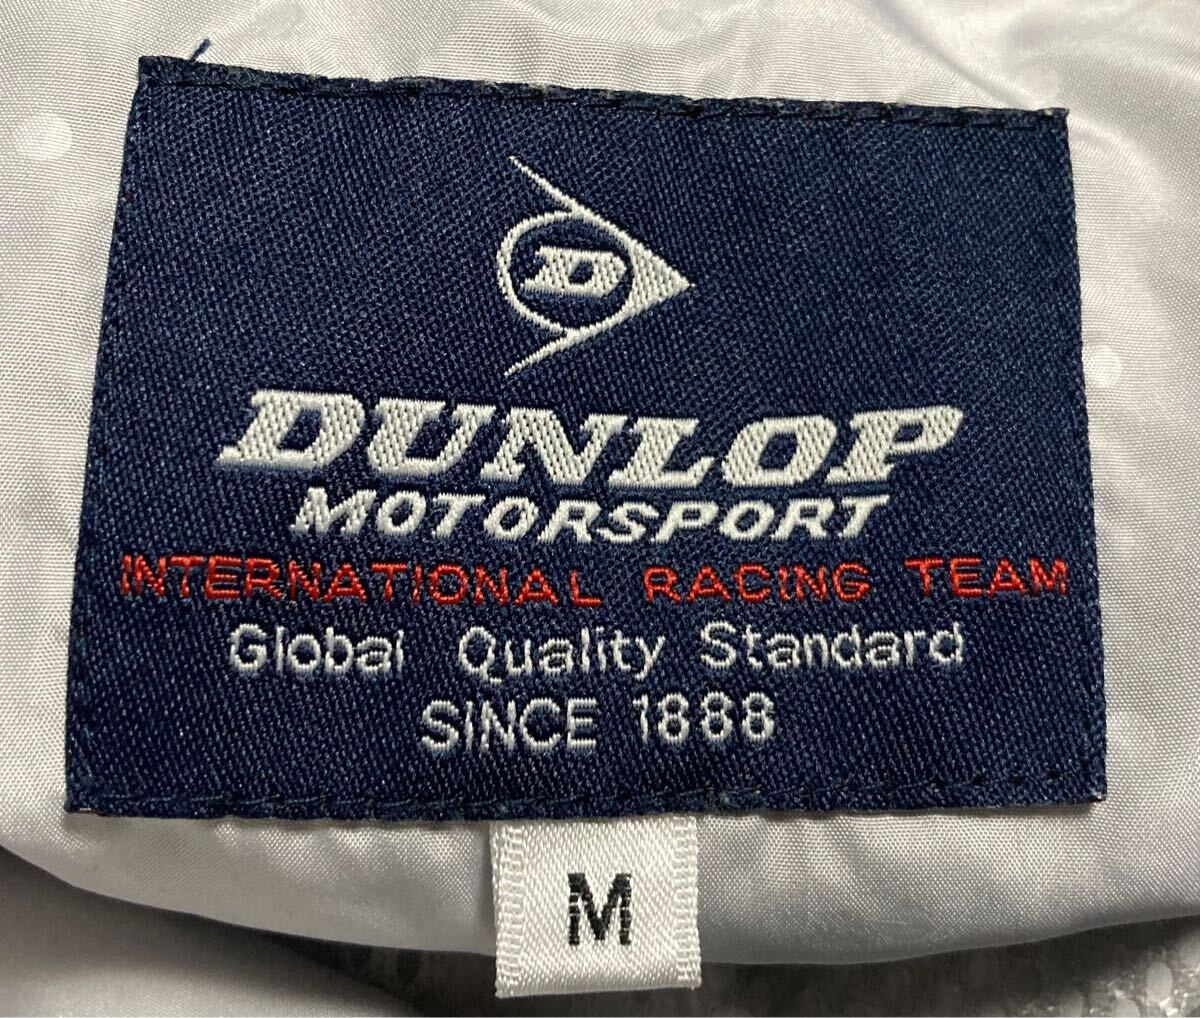 D
DUNLOP
MOTORSPORT
INTERNATIONAL RACING TEAM
Global Quality Standard
SINCE 1888
M